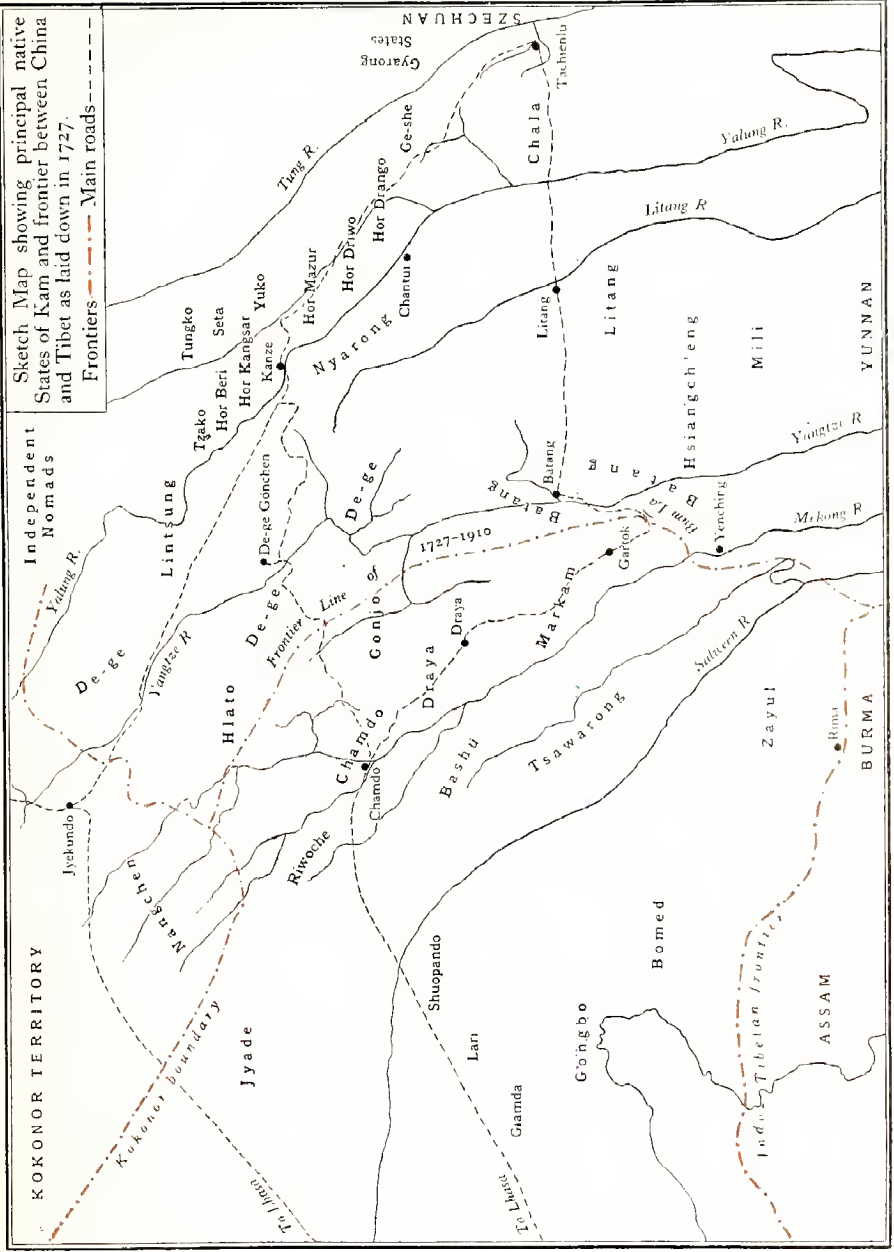 Sketch Map showing principal native
States of Kam and frontier between China
and Tibet as laid down in 1727.
Frontiers Main roads
KOKONOR TERRITORY
Kokonor boundary
Independent
Nomads
Jyekundo
Nangchen
Jyade
To Lhasa
De-ge
Yalung R.
Yangtze R
Lintsung
Hlato
De-ge
De-ge Gönchen
De-ge
Tzako
Hor Beri
Hor Kangsar
Kanze
Tungko
Seta
Yuko
Hor Mazur
Hor Driwo
Hor Drango
Ge-she
Tung R.
Gyarong
States
SZECHUAN
Tachienlu
Chala
Chantui
Nyarong
Yalung R.
Litang R
Litang
Litang
Batang
Batang
Batang
Hsiangch'eng
Mili
YUNNAN
Yangtze R
Mekong R
Bum La
Yenching
Gartok
Frontier Line of 1727-1910
Gonjo
Draya
Draya
Markam
Chamdo
Chamdo
Riwoche
Bashu
Tsawarong
Salween R
Shuopando
Lari
Giamda
To Lhasa
Gongbo
Bomed
Zayul
Rima
Indo-Tibetan frontier
ASSAM
BURMA